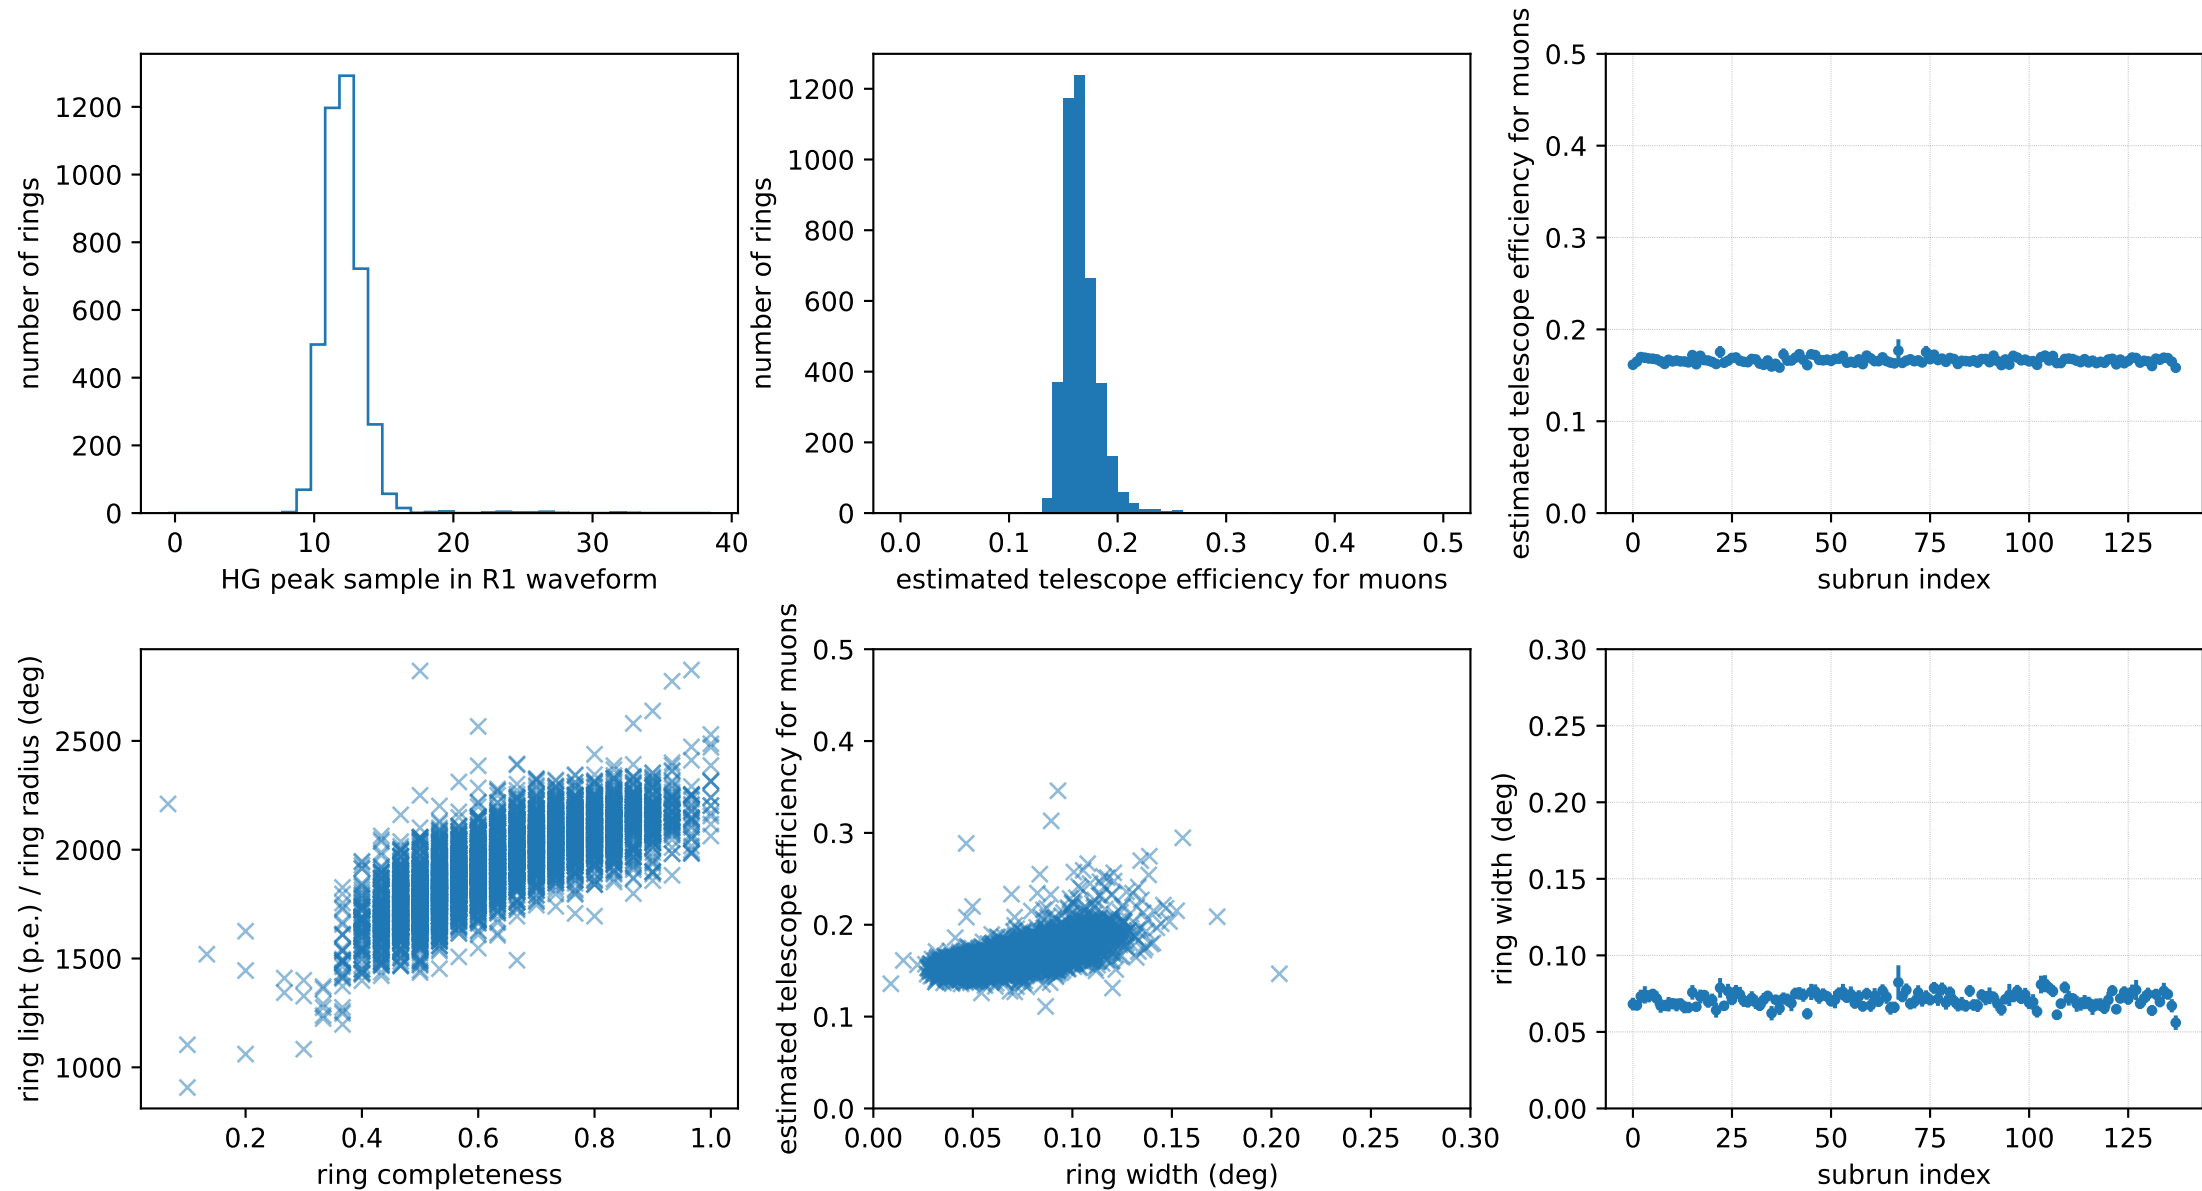 number of rings
1200
1000
800
600
400
200
0
0 10 20 30 40
HG peak sample in R1 waveform
number of rings
1200
1000
800
600
400
200
0
0.0 0.1 0.2 0.3 0.4 0.5
estimated telescope efficiency for muons
estimated telescope efficiency for muons
0.5
0.4
0.3
0.2
0.1
0.0
0 25 50 75 100 125
subrun index
ring light (p.e.) / ring radius (deg)
2500
2000
1500
1000
0.2 0.4 0.6 0.8 1.0
ring completeness
estimated telescope efficiency for muons
0.5
0.4
0.3
0.2
0.1
0.0
0.00 0.05 0.10 0.15 0.20 0.25 0.30
ring width (deg)
ring width (deg)
0.30
0.25
0.20
0.15
0.10
0.05
0.00
0 25 50 75 100 125
subrun index